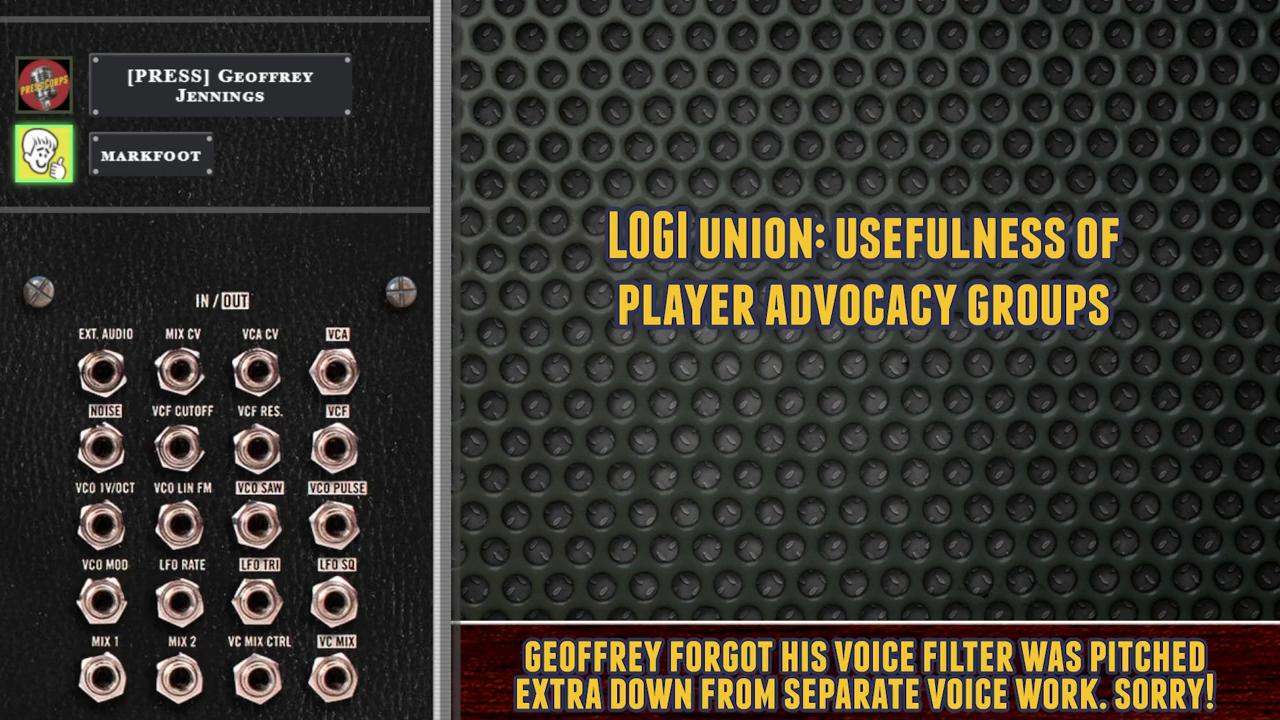 PRESS CORPS
[PRESS] GEOFFREY
JENNINGS
MARKFOOT
IN / OUT
EXT. AUDIO MIX CV VCA CV VCA
NOISE VCF CUTOFF VCF RES. VCF
VCO 1V/OCT VCO LIN FM VCO SAW VCO PULSE
VCO MOD LFO RATE LFO TRI LFO SQ
MIX 1 MIX 2 VC MIX CTRL VC MIX
LOGI UNION: USEFULNESS OF
PLAYER ADVOCACY GROUPS
GEOFFREY FORGOT HIS VOICE FILTER WAS PITCHED
EXTRA DOWN FROM SEPARATE VOICE WORK. SORRY!